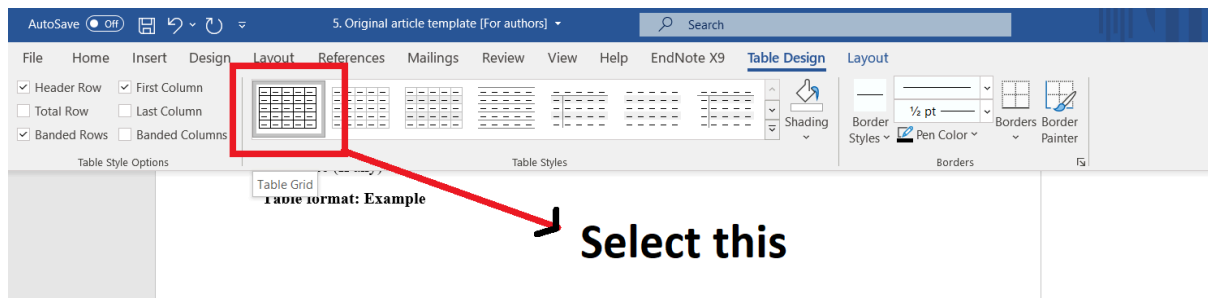 AutoSave Off 5. Original article template [For authors] Search
File Home Insert Design Layout References Mailings Review View Help EndNote X9 Table Design Layout
Header Row First Column
Total Row Last Column
Banded Rows Banded Columns
Table Style Options
Table Styles
Shading
Border Styles
½ pt
Pen Color
Borders
Border Painter
Borders
Table Grid
Table format: Example
Select this